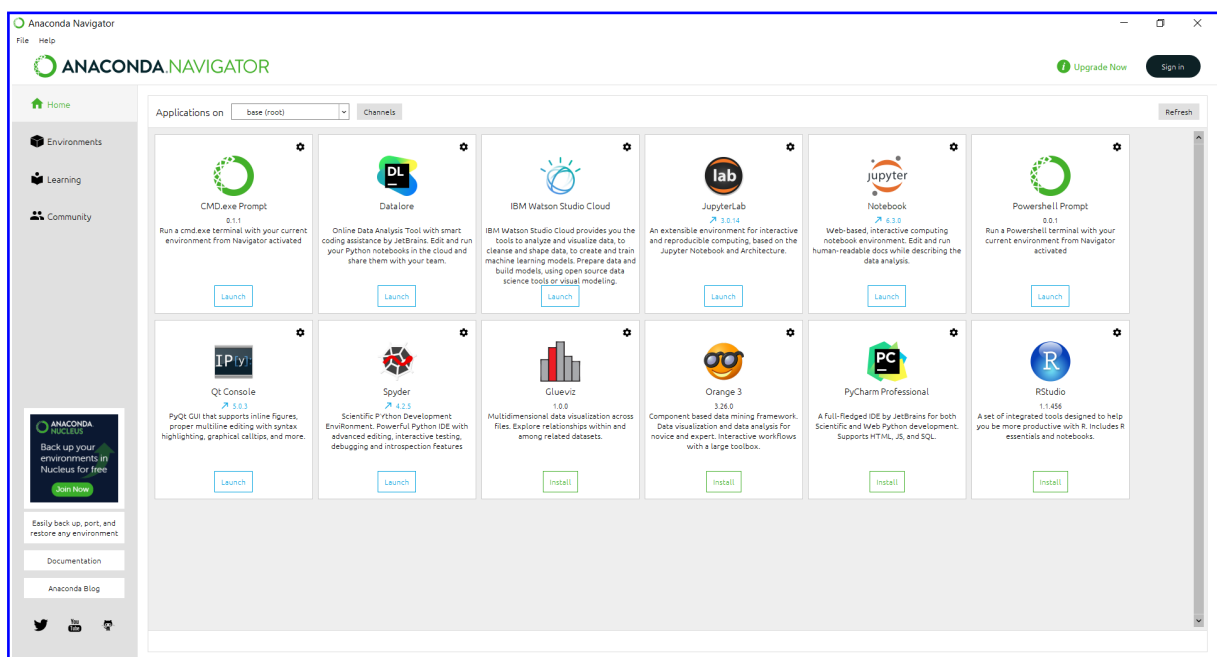 Anaconda Navigator
File Help
ANACONDA.NAVIGATOR
i Upgrade Now Sign in
Home
Environments
Learning
Community
Applications on base (root) Channels Refresh
CMD.exe Prompt
0.1.1
Run a cmd.exe terminal with your current
environment from Navigator activated
Launch
DL
Datalore
Online Data Analysis Tool with smart
coding assistance by JetBrains. Edit and run
your Python notebooks in the cloud and
share them with your team.
Launch
IBM Watson Studio Cloud
IBM Watson Studio Cloud provides you the
tools to analyze and visualize data, to
cleanse and shape data, to create and train
machine learning models. Prepare data and
build models, using open source data
science tools or visual modeling.
Launch
lab
JupyterLab
3.0.14
An extensible environment for interactive
and reproducible computing, based on the
Jupyter Notebook and Architecture.
Launch
jupyter
Notebook
6.3.0
Web-based, interactive computing
notebook environment. Edit and run
human-readable docs while describing the
data analysis.
Launch
Powershell Prompt
0.0.1
Run a Powershell terminal with your
current environment from Navigator
activated
Launch
IP[y]:
Qt Console
5.0.3
PyQt GUI that supports inline figures,
proper multiline editing with syntax
highlighting, graphical calltips, and more.
Launch
Spyder
4.2.5
Scientific PYthon Development
EnviRonment. Powerful Python IDE with
advanced editing, interactive testing,
debugging and introspection features
Launch
Glueviz
1.0.0
Multidimensional data visualization across
files. Explore relationships within and
among related datasets.
Install
Orange 3
3.26.0
Component based data mining framework.
Data visualization and data analysis for
novice and expert. Interactive workflows
with a large toolbox.
Install
PC
PyCharm Professional
A full-fledged IDE by JetBrains for both
Scientific and Web Python development.
Supports HTML, JS, and SQL.
Install
R
RStudio
1.1.456
A set of integrated tools designed to help
you be more productive with R. Includes R
essentials and notebooks.
Install
ANACONDA.
NUCLEUS
Back up your
environments in
Nucleus for free
Join Now
Easily back up, port, and
restore any environment
Documentation
Anaconda Blog
You
Tube